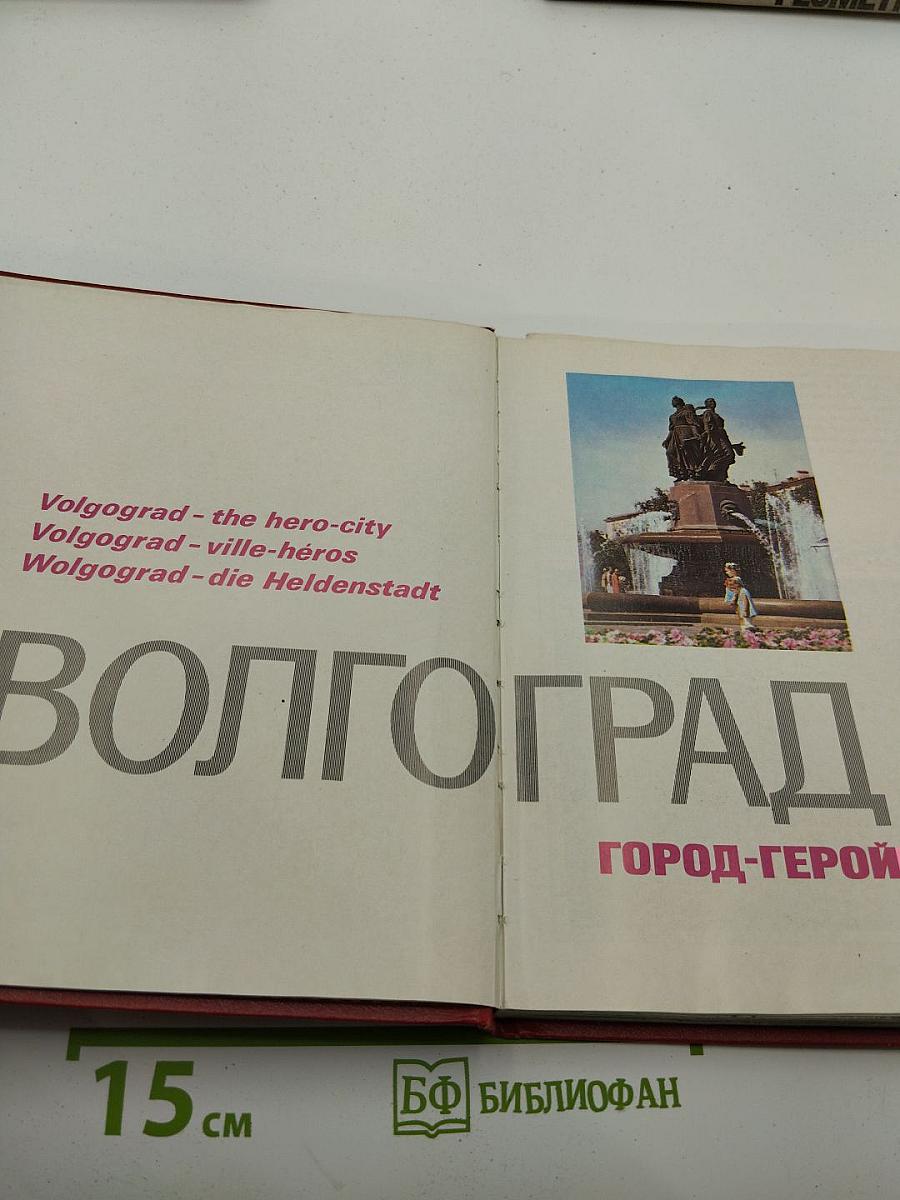 Volgograd – the hero-city
Volgograd – ville-héros
Wolgograd – die Heldenstadt
ВОЛГОГРАД
ГОРОД-ГЕРОЙ
15 см
БФ БИБЛИОФАН